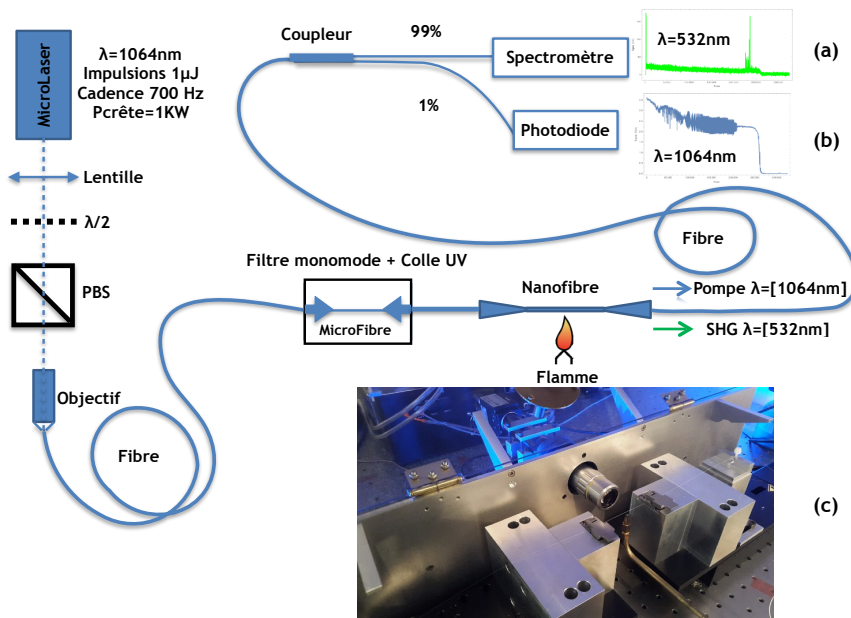 MicroLaser
λ=1064nm
Impulsions 1µJ
Cadence 700 Hz
Pcrête=1KW
Lentille
λ/2
PBS
Objectif
Fibre
Filtre monomode + Colle UV
MicroFibre
Nanofibre
Flamme
Pompe λ=[1064nm]
SHG λ=[532nm]
Fibre
Coupleur
99%
1%
Spectromètre
Photodiode
λ=532nm
(a)
λ=1064nm
(b)
(c)